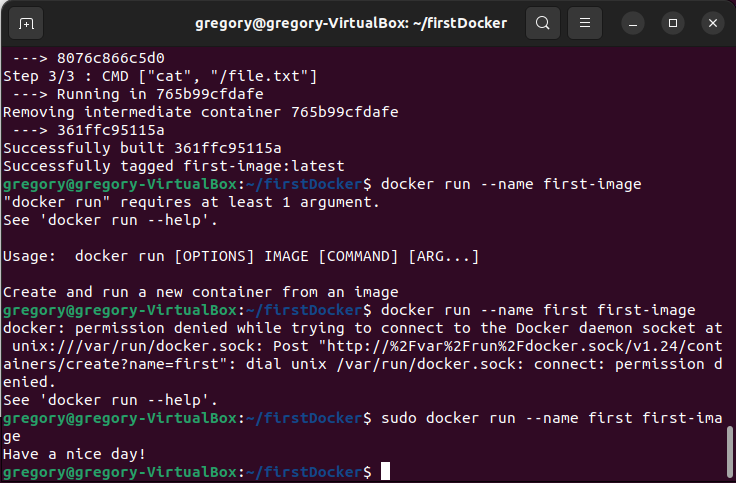 gregory@gregory-VirtualBox: ~/firstDocker
 ---> 8076c866c5d0
Step 3/3 : CMD ["cat", "/file.txt"]
 ---> Running in 765b99cfdafe
Removing intermediate container 765b99cfdafe
 ---> 361ffc95115a
Successfully built 361ffc95115a
Successfully tagged first-image:latest
gregory@gregory-VirtualBox:~/firstDocker$ docker run --name first-image
"docker run" requires at least 1 argument.
See 'docker run --help'.

Usage:  docker run [OPTIONS] IMAGE [COMMAND] [ARG...]

Create and run a new container from an image
gregory@gregory-VirtualBox:~/firstDocker$ docker run --name first first-image
docker: permission denied while trying to connect to the Docker daemon socket at
 unix:///var/run/docker.sock: Post "http://%2Fvar%2Frun%2Fdocker.sock/v1.24/cont
ainers/create?name=first": dial unix /var/run/docker.sock: connect: permission d
enied.
See 'docker run --help'.
gregory@gregory-VirtualBox:~/firstDocker$ sudo docker run --name first first-ima
ge
Have a nice day!
gregory@gregory-VirtualBox:~/firstDocker$